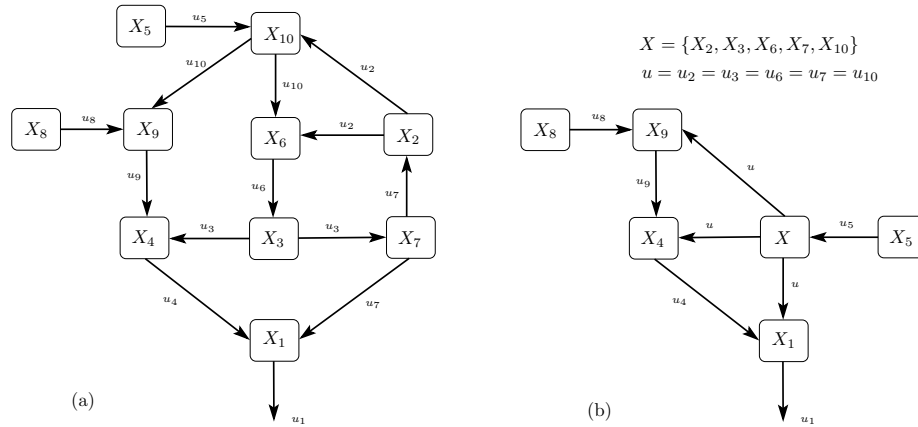 X5
u5
X10
u10
u10
u2
X8
u8
X9
X6
u2
X2
u9
u6
u7
X4
u3
X3
u3
X7
u4
u7
X1
(a)
u1
X = {X2, X3, X6, X7, X10}
u = u2 = u3 = u6 = u7 = u10
X8
u8
X9
u9
u
X4
u
X
u5
X5
u4
u
X1
(b)
u1